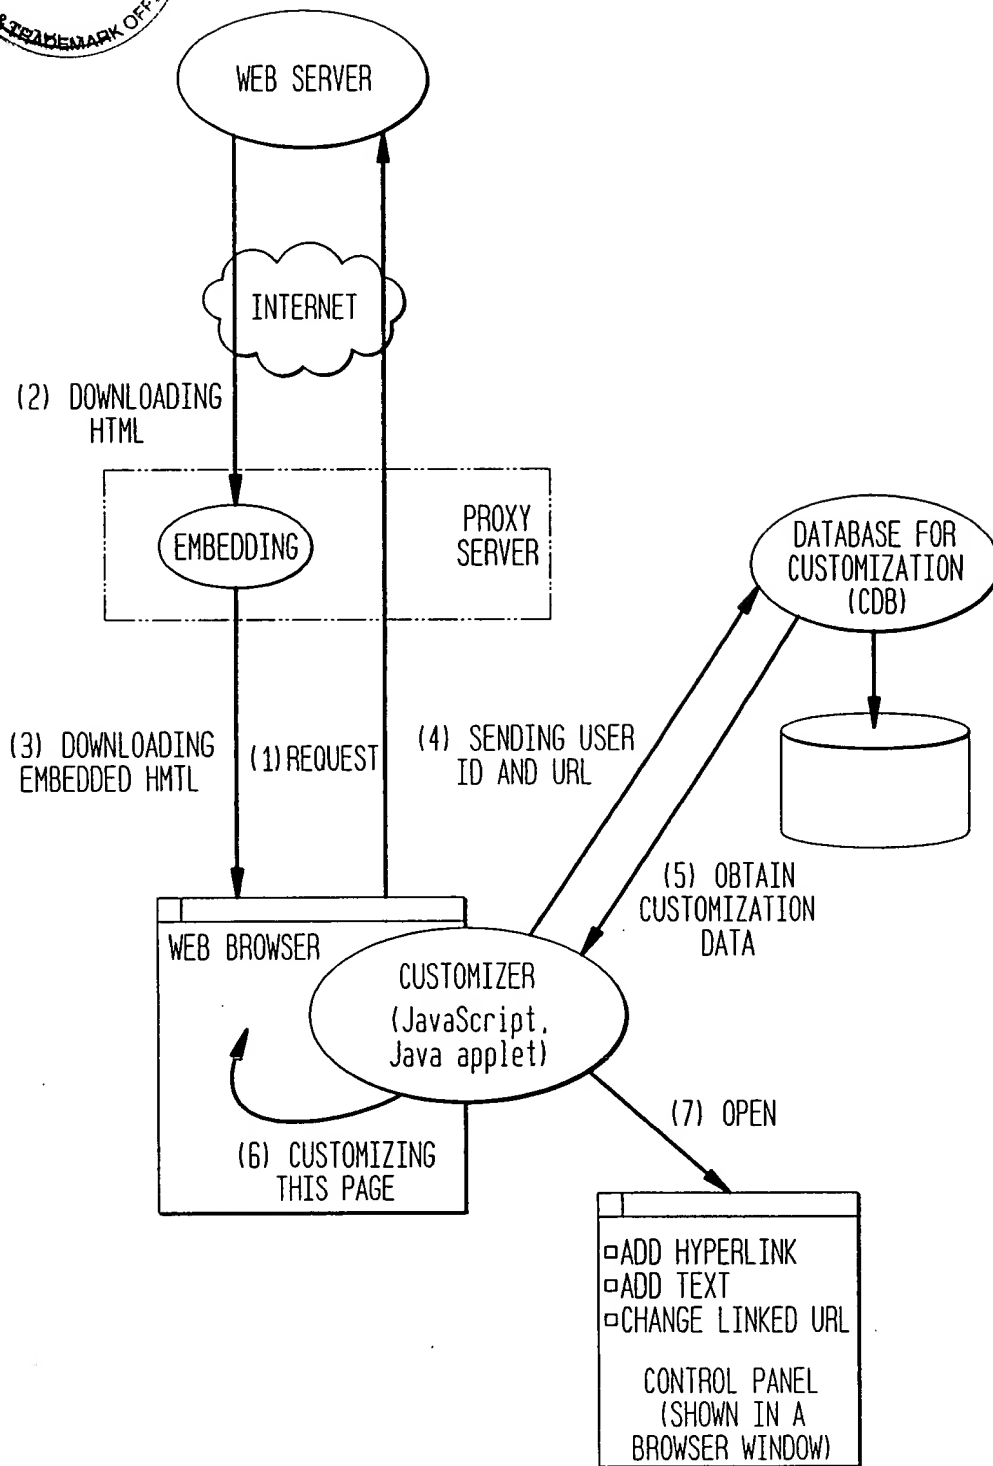 & TRADEMARK OFF
WEB SERVER
INTERNET
(2) DOWNLOADING
HTML
EMBEDDING
PROXY
SERVER
DATABASE FOR
CUSTOMIZATION
(CDB)
(3) DOWNLOADING
EMBEDDED HMTL
(1) REQUEST
(4) SENDING USER
ID AND URL
(5) OBTAIN
CUSTOMIZATION
DATA
WEB BROWSER
CUSTOMIZER
(JavaScript,
Java applet)
(6) CUSTOMIZING
THIS PAGE
(7) OPEN
ADD HYPERLINK
ADD TEXT
CHANGE LINKED URL
CONTROL PANEL
(SHOWN IN A
BROWSER WINDOW)